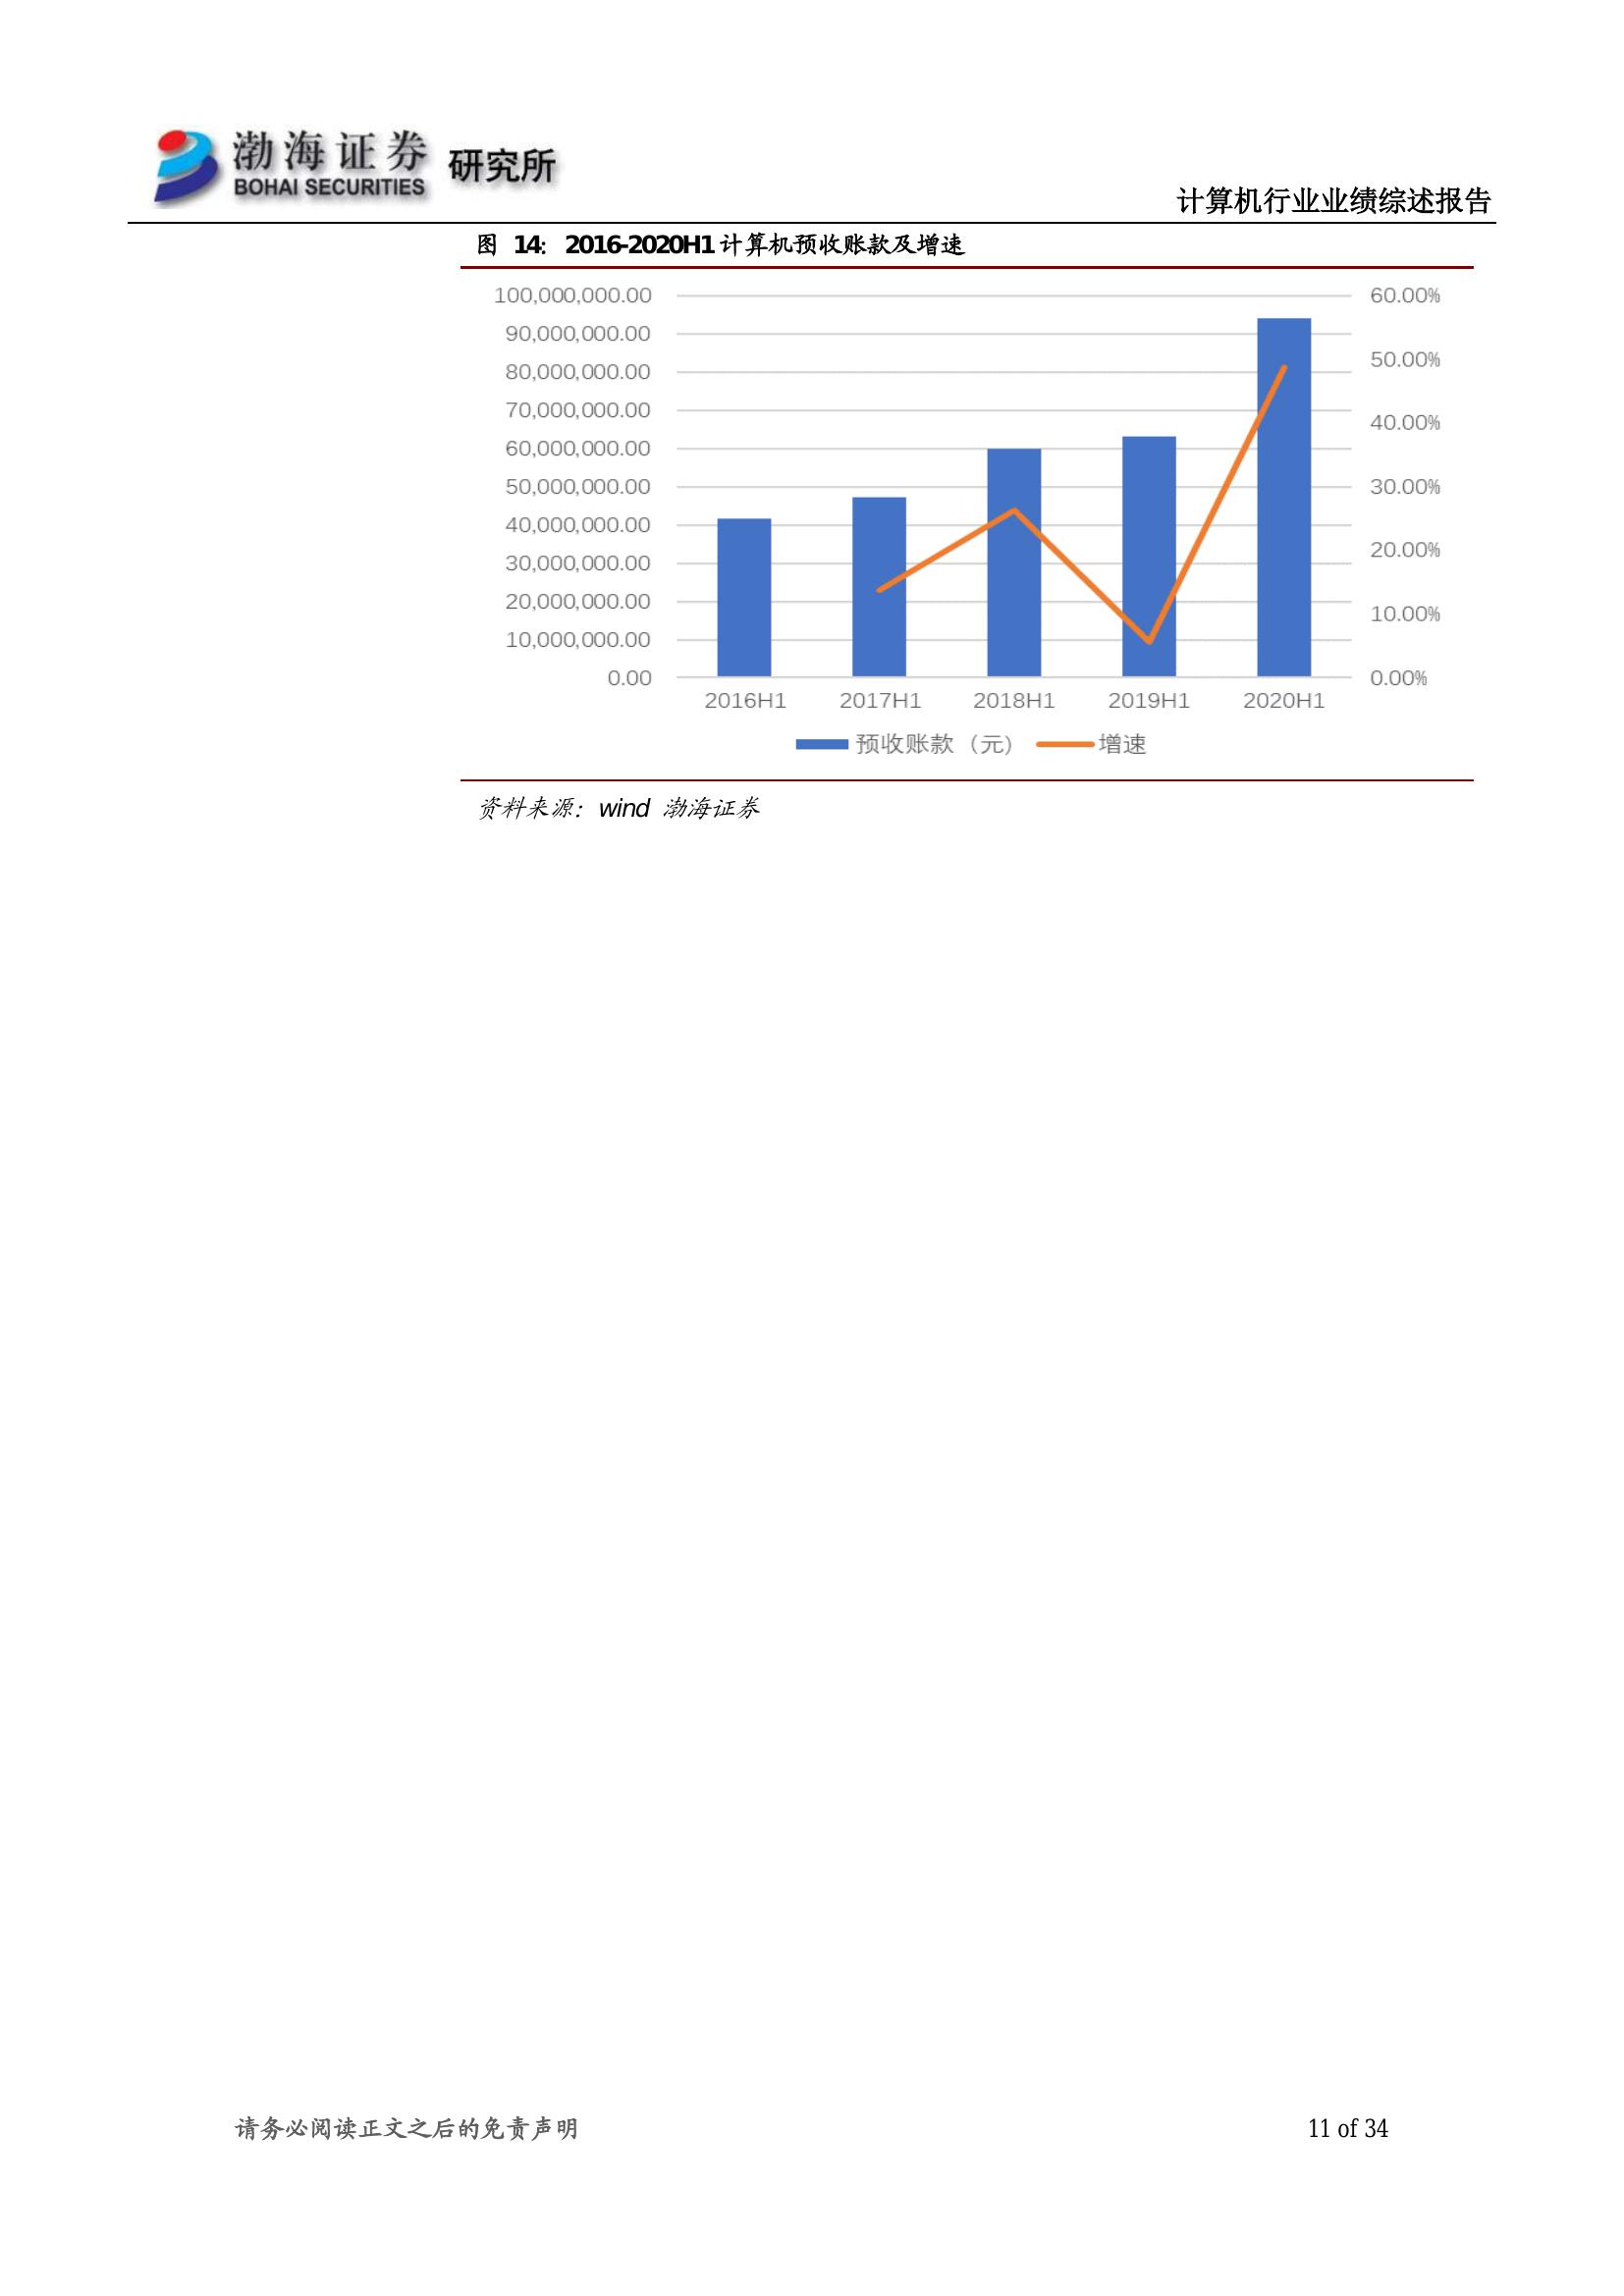 渤海证券 研究所
BOHAI SECURITIES
计算机行业业绩综述报告
图 14： 2016-2020H1计算机预收账款及增速
100,000,000.00
90,000,000.00
80,000,000.00
70,000,000.00
60,000,000.00
50,000,000.00
40,000,000.00
30,000,000.00
20,000,000.00
10,000,000.00
0.00
60.00%
50.00%
40.00%
30.00%
20.00%
10.00%
0.00%
2016H1 2017H1 2018H1 2019H1 2020H1
预收账款（元） 增速
资料来源：wind 渤海证券
请务必阅读正文之后的免责声明 11 of 34